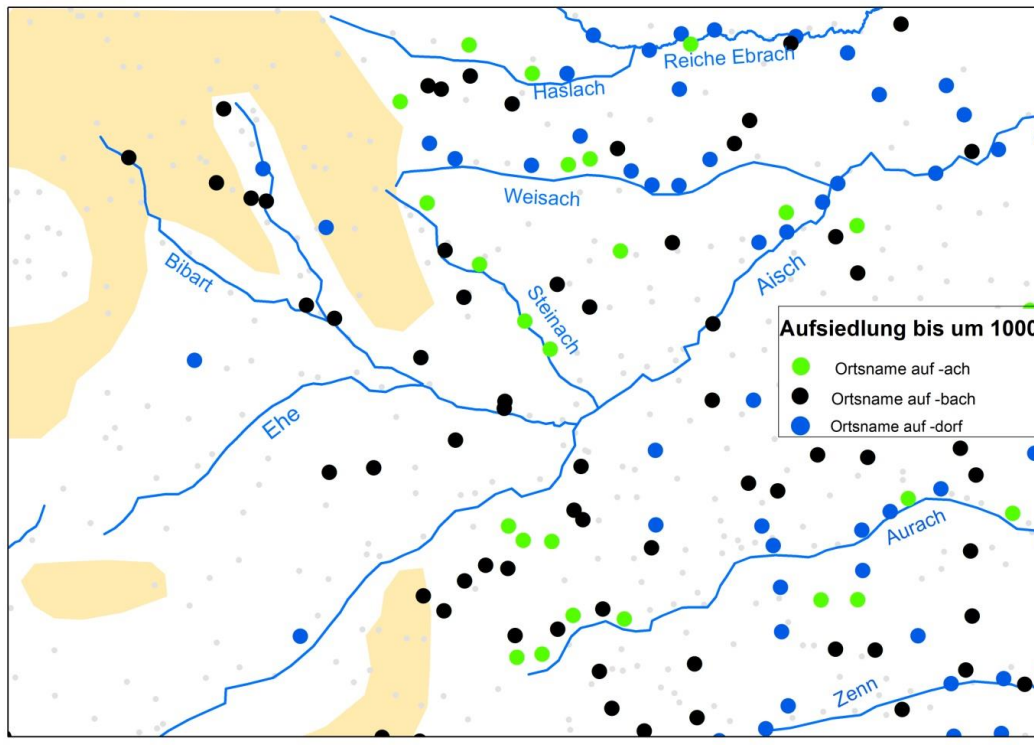 Reiche Ebrach
Haslach
Weisach
Bibart
Steinach
Aisch
Aufsiedlung bis um 1000
Ortsname auf -ach
Ortsname auf -bach
Ortsname auf -dorf
Ehe
Aurach
Zenn